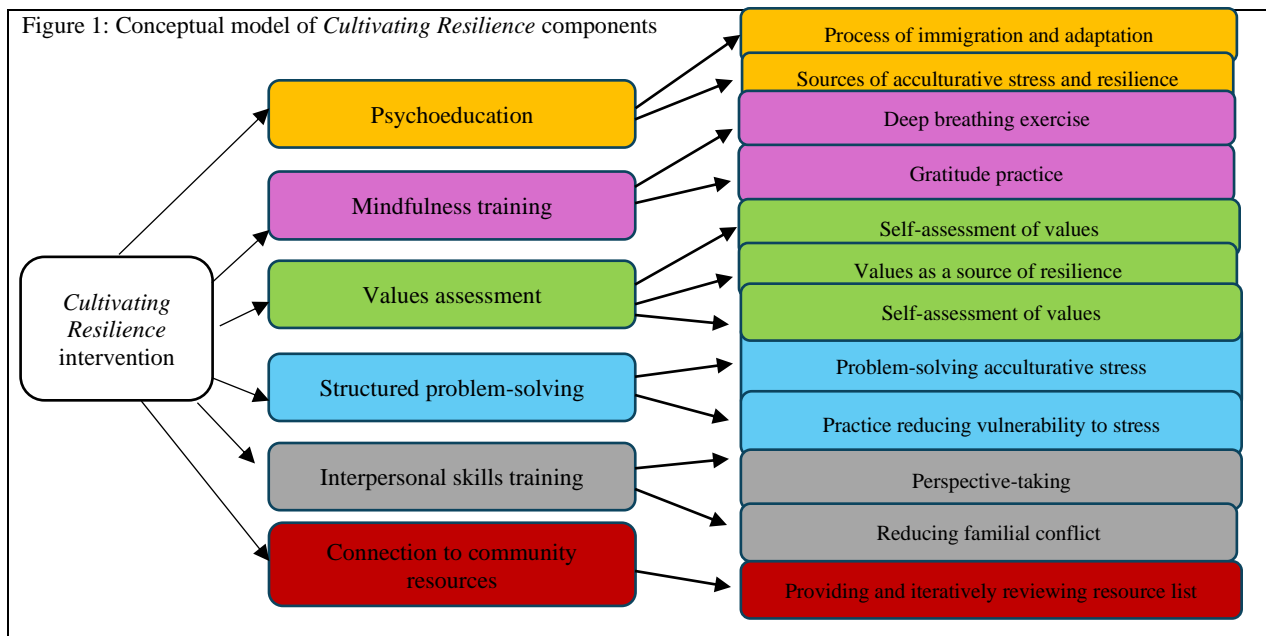 Figure 1: Conceptual model of Cultivating Resilience components
Cultivating
Resilience
intervention
Psychoeducation
Mindfulness training
Values assessment
Structured problem-solving
Interpersonal skills training
Connection to community
resources
Process of immigration and adaptation
Sources of acculturative stress and resilience
Deep breathing exercise
Gratitude practice
Self-assessment of values
Values as a source of resilience
Self-assessment of values
Problem-solving acculturative stress
Practice reducing vulnerability to stress
Perspective-taking
Reducing familial conflict
Providing and iteratively reviewing resource list